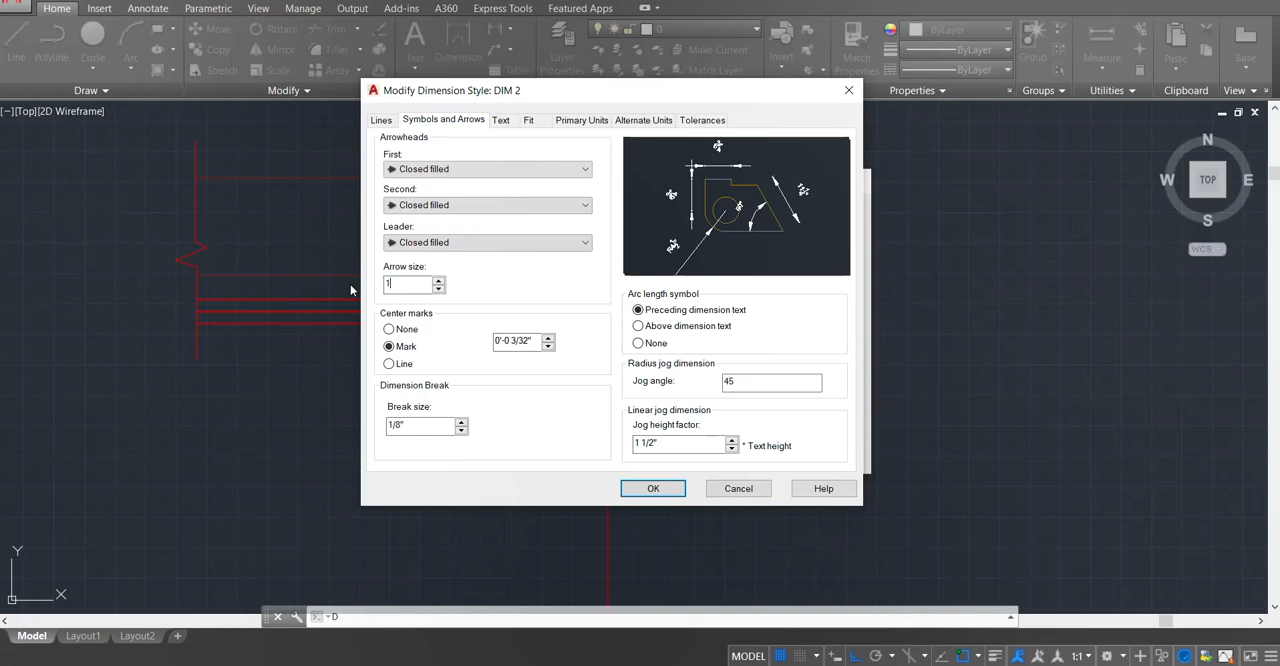 Home Insert Annotate Parametric View Manage Output Add-ins A360 Express Tools Featured Apps
Line Polyline Circle Arc
Move Rotate Trim
Copy Mirror Fillet
Stretch Scale Array
Text Dimension Table
Layer Properties
0
Make Current
Match Layer
Insert
Match Properties
ByLayer
ByLayer
ByLayer
Group
Measure
Paste
Base
Draw Modify Properties Groups Utilities Clipboard View
[−][Top][2D Wireframe]
Modify Dimension Style: DIM 2
Lines Symbols and Arrows Text Fit Primary Units Alternate Units Tolerances
Arrowheads
First:
Closed filled
Second:
Closed filled
Leader:
Closed filled
Arrow size:
1
Center marks
None
Mark
Line
0'-0 3/32"
Dimension Break
Break size:
1/8"
Arc length symbol
Preceding dimension text
Above dimension text
None
Radius jog dimension
Jog angle:
45
Linear jog dimension
Jog height factor:
1 1/2"
* Text height
OK Cancel Help
N
W TOP E
S
WCS
Y
X
D
Model Layout1 Layout2 +
MODEL 1:1